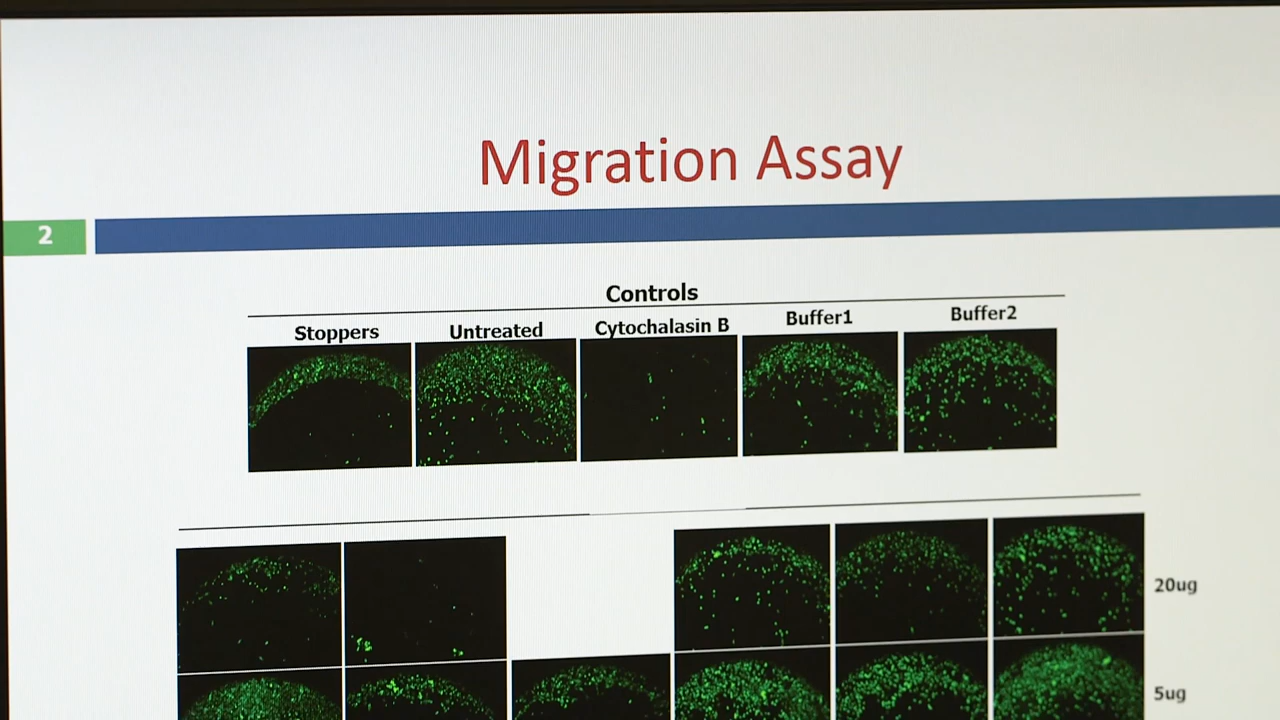 Migration Assay
2
Controls
Stoppers Untreated Cytochalasin B Buffer1 Buffer2
20ug
5ug